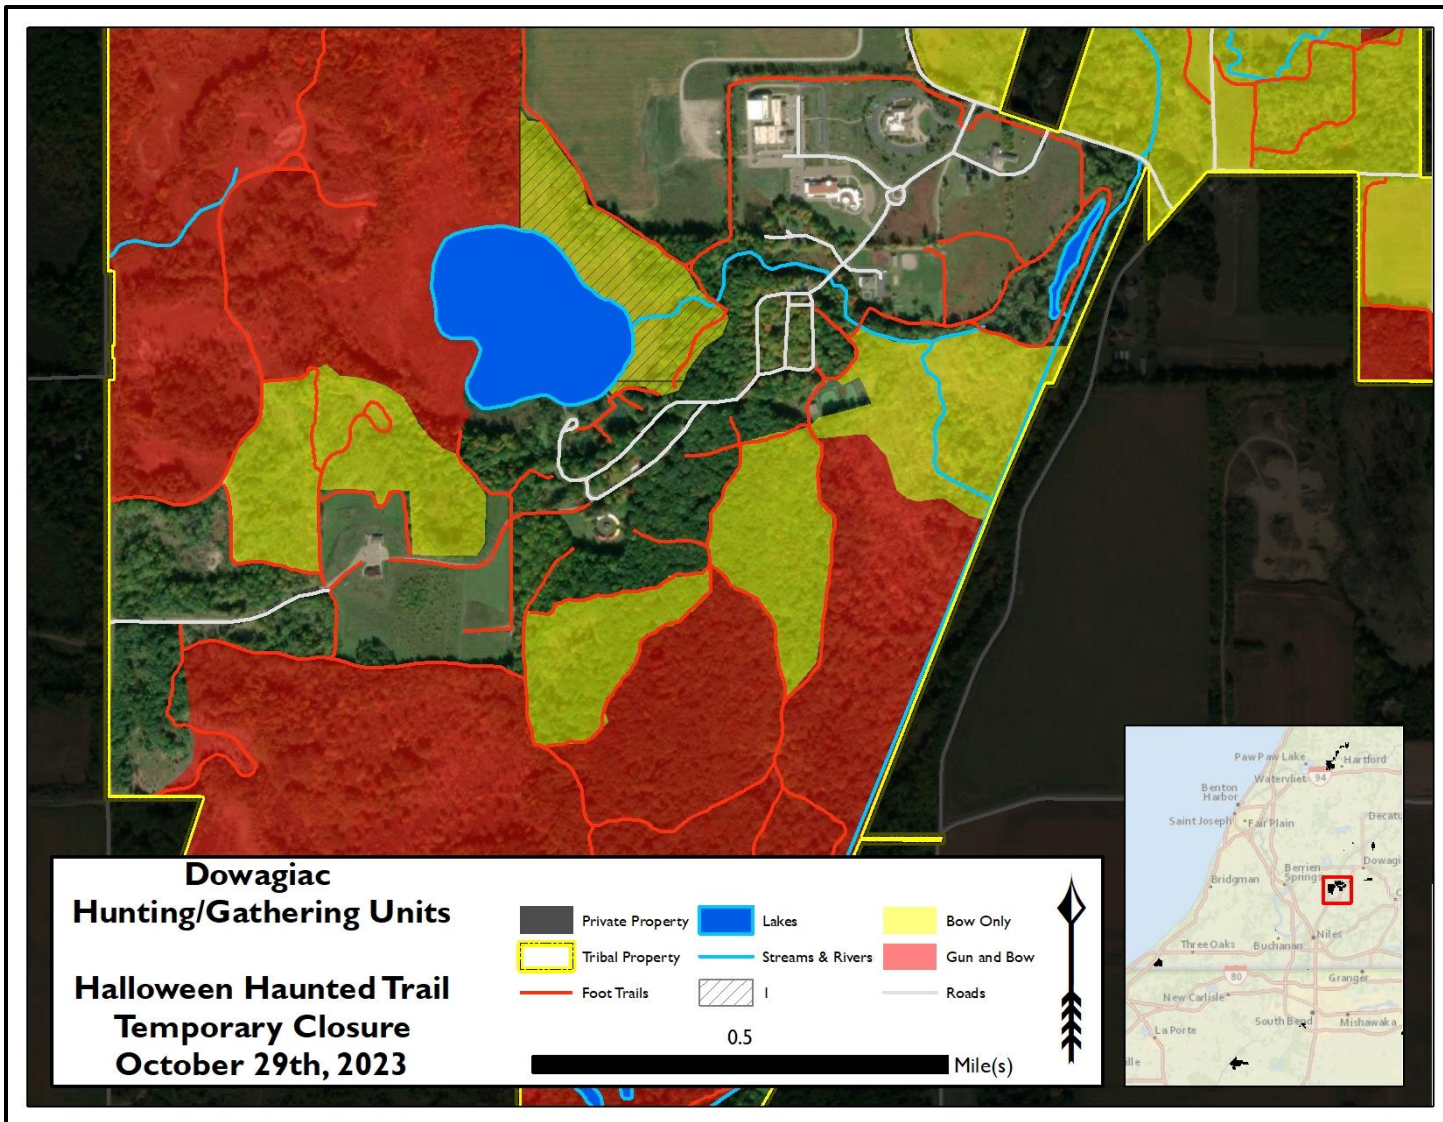 Dowagiac
Hunting/Gathering Units
Halloween Haunted Trail
Temporary Closure
October 29th, 2023
Private Property
Tribal Property
Foot Trails
Lakes
Streams & Rivers
1
Bow Only
Gun and Bow
Roads
0.5
Mile(s)
Paw Paw Lake
Hartford
Watervliet
94
Benton
Harbor
Saint Joseph
Fair Plain
Decatu
Dowagi
Berrien
Springs
Bridgman
C
Niles
Three Oaks
Buchanan
80
Granger
New Carlisle
South Bend
Mishawaka
La Porte
ille